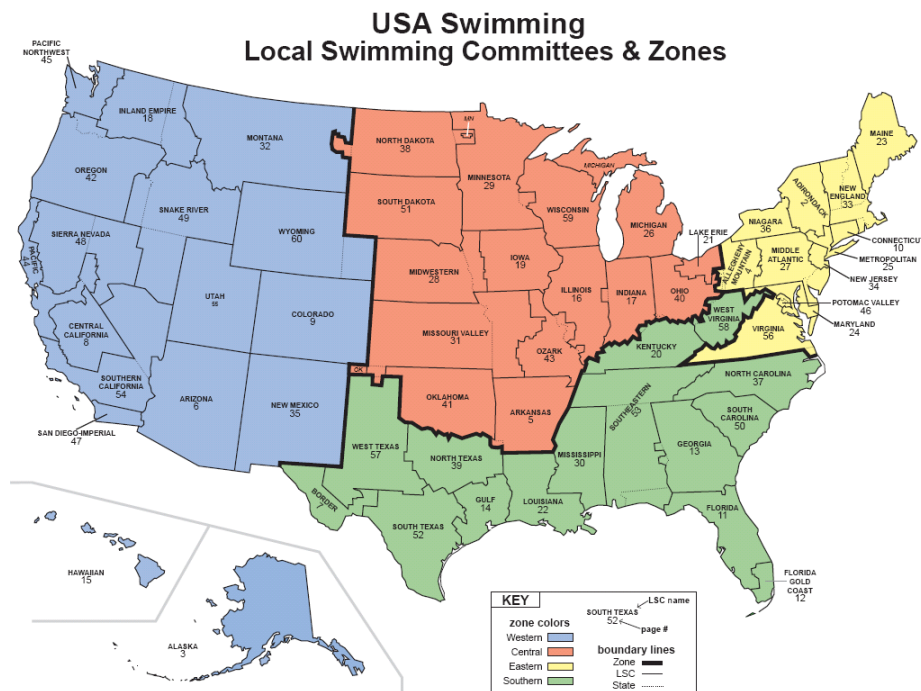 USA Swimming
Local Swimming Committees & Zones
PACIFIC
NORTHWEST
45
INLAND EMPIRE
18
MONTANA
32
OREGON
42
SNAKE RIVER
49
WYOMING
60
SIERRA NEVADA
48
PACIFIC
44
UTAH
55
COLORADO
9
CENTRAL
CALIFORNIA
8
SOUTHERN
CALIFORNIA
54
SAN DIEGO-IMPERIAL
47
ARIZONA
6
NEW MEXICO
35
HAWAIIAN
15
ALASKA
3
NORTH DAKOTA
38
MN
MINNESOTA
29
SOUTH DAKOTA
51
MICHIGAN
WISCONSIN
59
MICHIGAN
26
LAKE ERIE
21
MIDWESTERN
28
IOWA
19
ILLINOIS
16
INDIANA
17
OHIO
40
MISSOURI VALLEY
31
OZARK
43
OK
OKLAHOMA
41
ARKANSAS
5
MAINE
23
ADIRONDACK
2
NEW
ENGLAND
33
NIAGARA
36
CONNECTICU
10
METROPOLITAN
25
MIDDLE
ATLANTIC
27
ALLEGHENY
MOUNTAIN
4
NEW JERSEY
34
POTOMAC VALLEY
46
MARYLAND
24
VIRGINIA
56
WEST
VIRGINIA
58
KENTUCKY
20
NORTH CAROLINA
37
SOUTHEASTERN
53
SOUTH
CAROLINA
50
GEORGIA
13
MISSISSIPPI
30
WEST TEXAS
57
NORTH TEXAS
39
BORDER
7
GULF
14
LOUISIANA
22
SOUTH TEXAS
52
FLORIDA
11
FLORIDA
GOLD
COAST
12
KEY
LSC name
SOUTH TEXAS
52
page #
zone colors
Western
Central
Eastern
Southern
boundary lines
Zone
LSC
State